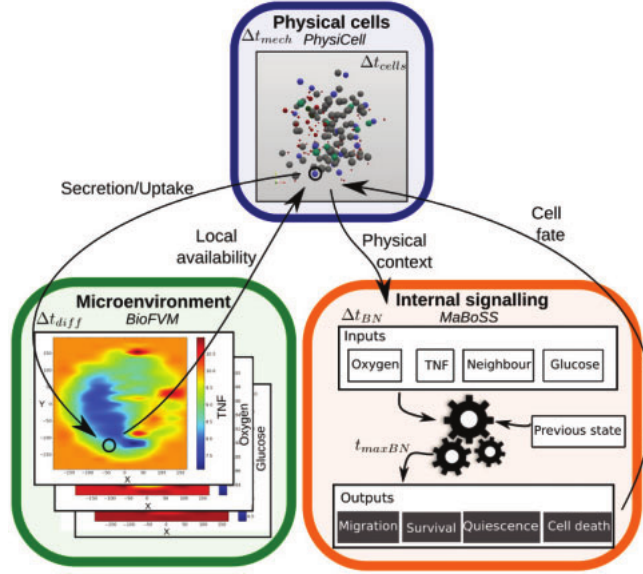 Physical cells
PhysiCell
Δt_mech
Δt_cells
Secretion/Uptake
Local
availability
Physical
context
Cell
fate
Microenvironment
BioFVM
Δt_diff
Y
X
TNF
Oxygen
Glucose
X
X
Internal signalling
MaBoSS
Δt_BN
Inputs
Oxygen TNF Neighbour Glucose
Previous state
t_maxBN
Outputs
Migration Survival Quiescence Cell death